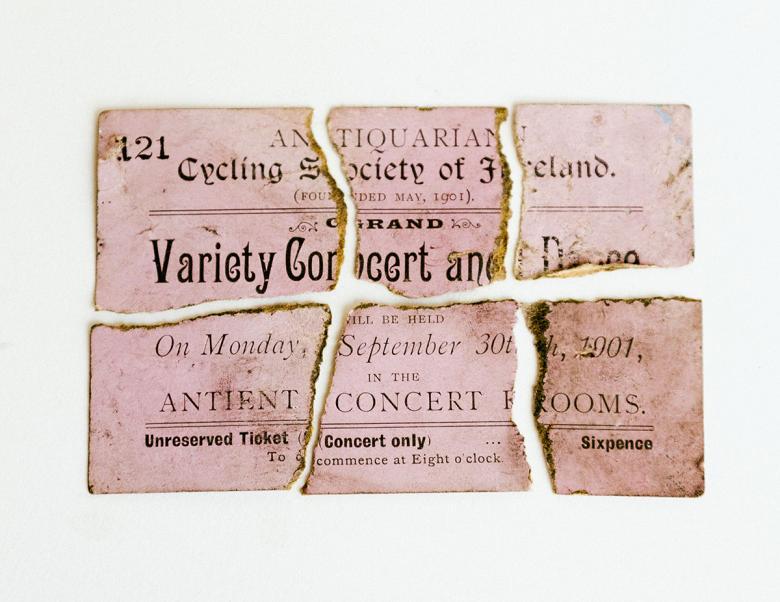 121
ANTIQUARIAN
Cycling Society of Ireland.
(FOUNDED MAY, 1901).
GRAND
Variety Concert and Dance
WILL BE HELD
On Monday, September 30th, 1901,
IN THE
ANTIENT CONCERT ROOMS.
Unreserved Ticket (Concert only) ... Sixpence
To commence at Eight o'clock.